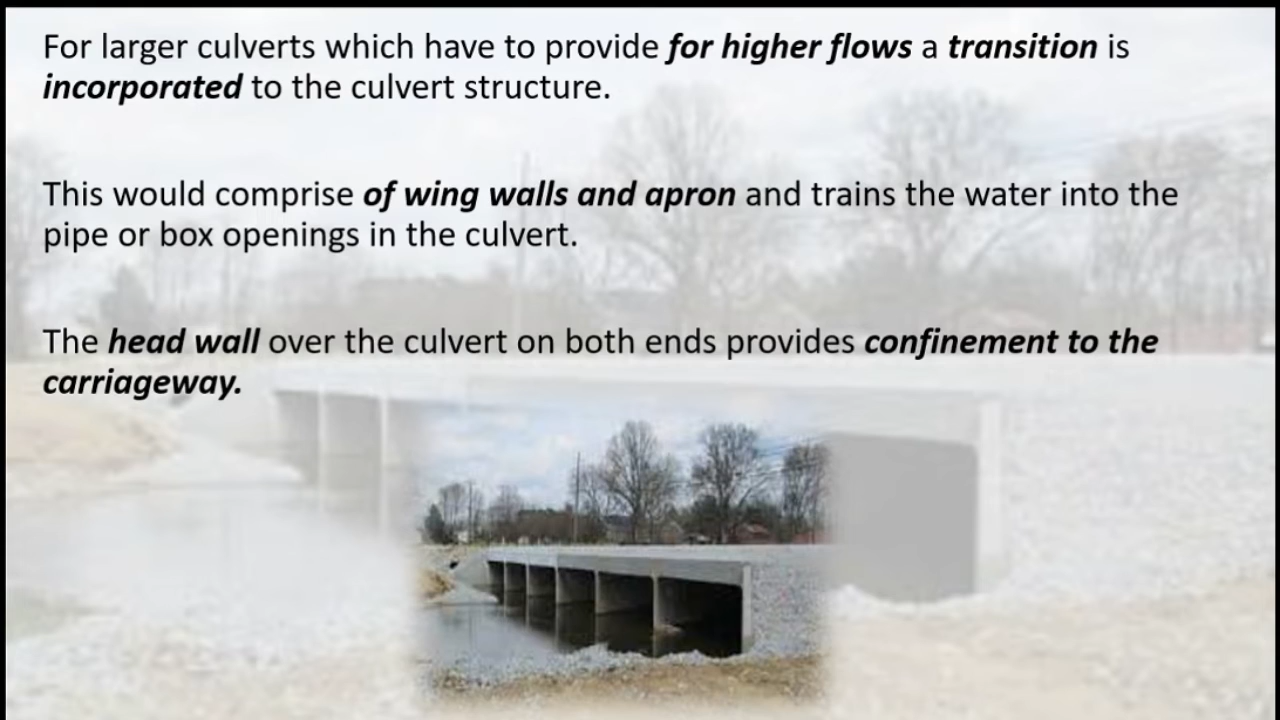 For larger culverts which have to provide for higher flows a transition is
incorporated to the culvert structure.
This would comprise of wing walls and apron and trains the water into the
pipe or box openings in the culvert.
The head wall over the culvert on both ends provides confinement to the
carriageway.